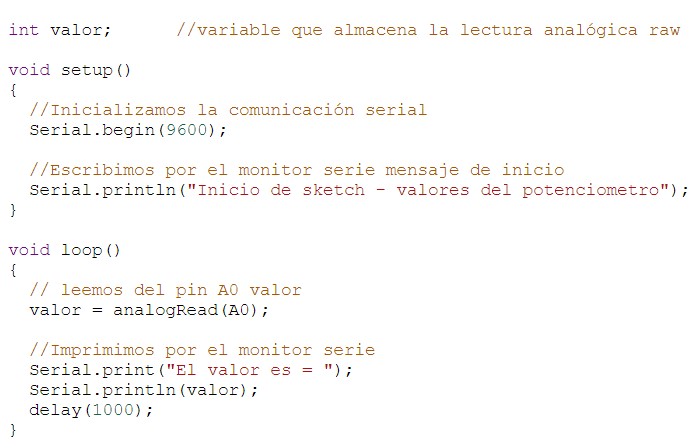 int valor;      //variable que almacena la lectura analógica raw
void setup()
{
  //Inicializamos la comunicación serial
  Serial.begin(9600);
  //Escribimos por el monitor serie mensaje de inicio
  Serial.println("Inicio de sketch - valores del potenciometro");
}
void loop()
{
  // leemos del pin A0 valor
  valor = analogRead(A0);
  //Imprimimos por el monitor serie
  Serial.print("El valor es = ");
  Serial.println(valor);
  delay(1000);
}